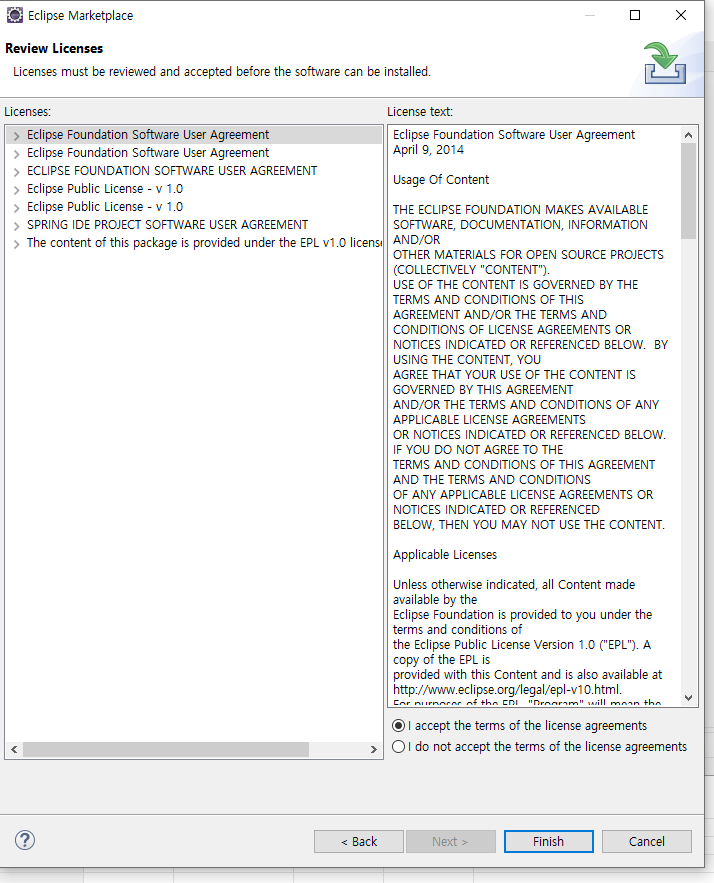 Eclipse Marketplace
Review Licenses
Licenses must be reviewed and accepted before the software can be installed.
Licenses:
Eclipse Foundation Software User Agreement
Eclipse Foundation Software User Agreement
ECLIPSE FOUNDATION SOFTWARE USER AGREEMENT
Eclipse Public License - v 1.0
Eclipse Public License - v 1.0
SPRING IDE PROJECT SOFTWARE USER AGREEMENT
The content of this package is provided under the EPL v1.0 license
License text:
Eclipse Foundation Software User Agreement
April 9, 2014
Usage Of Content
THE ECLIPSE FOUNDATION MAKES AVAILABLE
SOFTWARE, DOCUMENTATION, INFORMATION
AND/OR
OTHER MATERIALS FOR OPEN SOURCE PROJECTS
(COLLECTIVELY "CONTENT").
USE OF THE CONTENT IS GOVERNED BY THE
TERMS AND CONDITIONS OF THIS
AGREEMENT AND/OR THE TERMS AND
CONDITIONS OF LICENSE AGREEMENTS OR
NOTICES INDICATED OR REFERENCED BELOW.  BY
USING THE CONTENT, YOU
AGREE THAT YOUR USE OF THE CONTENT IS
GOVERNED BY THIS AGREEMENT
AND/OR THE TERMS AND CONDITIONS OF ANY
APPLICABLE LICENSE AGREEMENTS
OR NOTICES INDICATED OR REFERENCED BELOW.
IF YOU DO NOT AGREE TO THE
TERMS AND CONDITIONS OF THIS AGREEMENT
AND THE TERMS AND CONDITIONS
OF ANY APPLICABLE LICENSE AGREEMENTS OR
NOTICES INDICATED OR REFERENCED
BELOW, THEN YOU MAY NOT USE THE CONTENT.
Applicable Licenses
Unless otherwise indicated, all Content made
available by the
Eclipse Foundation is provided to you under the
terms and conditions of
the Eclipse Public License Version 1.0 ("EPL"). A
copy of the EPL is
provided with this Content and is also available at
http://www.eclipse.org/legal/epl-v10.html.
For purposes of the EPL, "Program" will mean the
I accept the terms of the license agreements
I do not accept the terms of the license agreements
?
< Back
Next >
Finish
Cancel